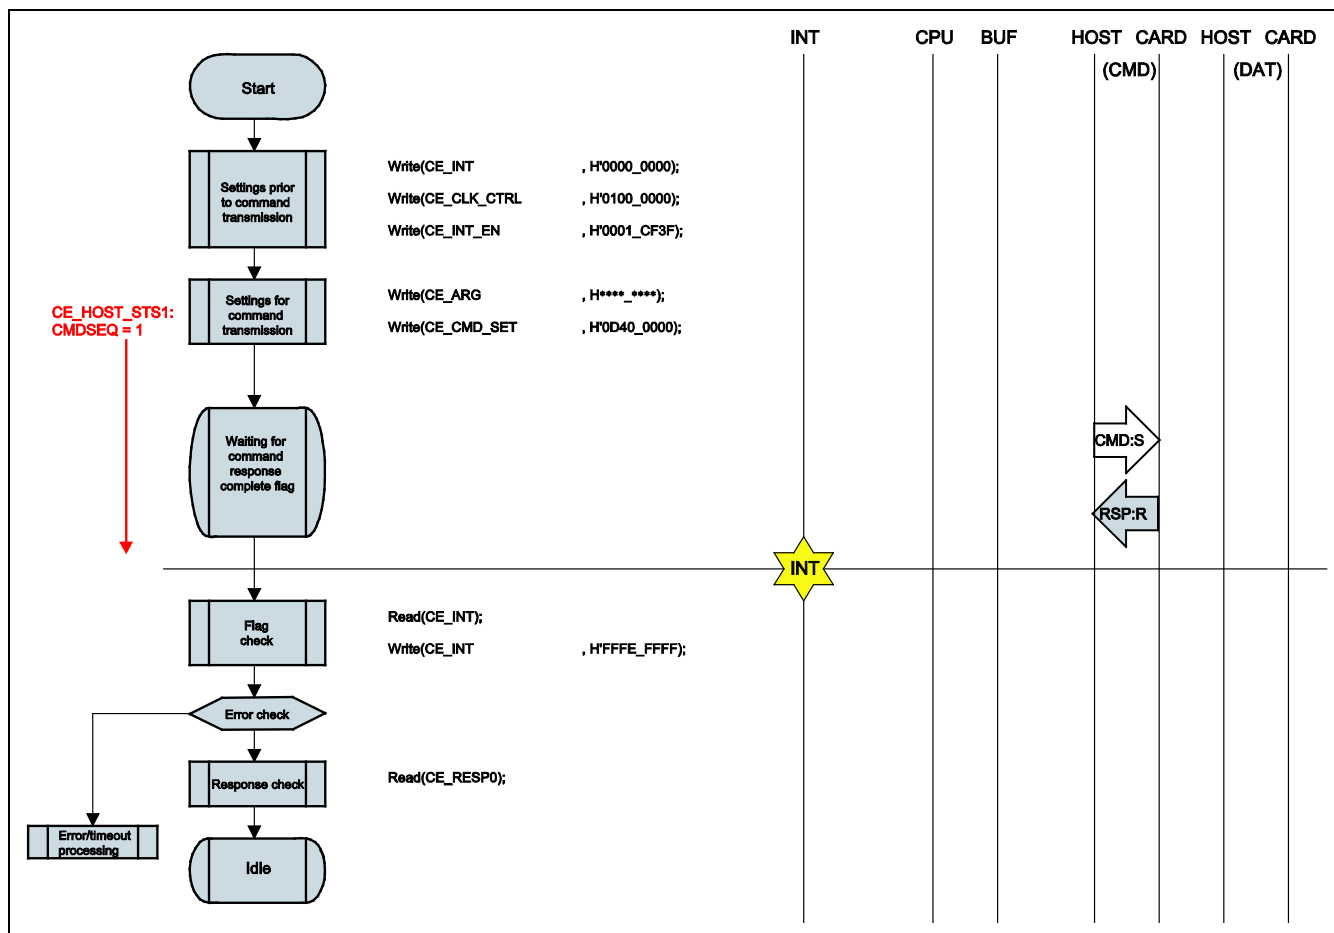 INT CPU BUF HOST CARD HOST CARD
(CMD) (DAT)
Start
Settings prior
to command
transmission
Write(CE_INT , H'0000_0000);
Write(CE_CLK_CTRL , H'0100_0000);
Write(CE_INT_EN , H'0001_CF3F);
CE_HOST_STS1:
CMDSEQ = 1
Settings for
command
transmission
Write(CE_ARG , H****_****);
Write(CE_CMD_SET , H'0D40_0000);
Waiting for
command
response
complete flag
CMD:S
RSP:R
INT
Flag
check
Read(CE_INT);
Write(CE_INT , H'FFFE_FFFF);
Error check
Response check
Read(CE_RESP0);
Error/timeout
processing
Idle